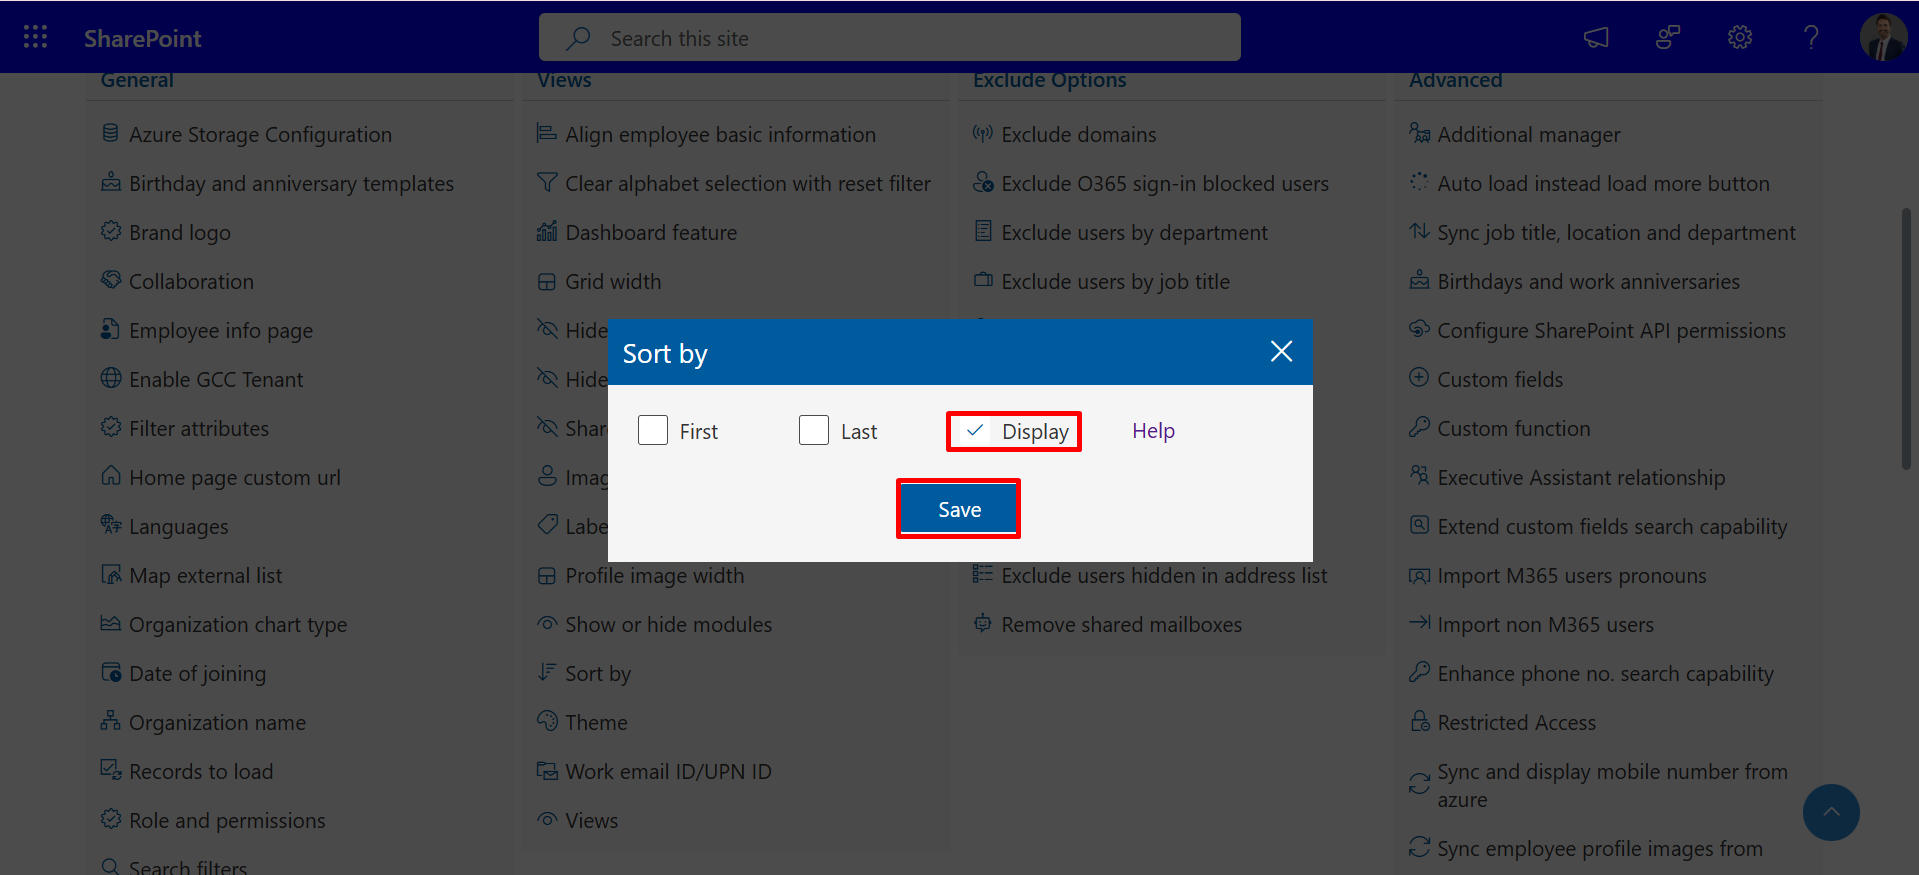 SharePoint
Search this site
General
Azure Storage Configuration
Birthday and anniversary templates
Brand logo
Collaboration
Employee info page
Enable GCC Tenant
Filter attributes
Home page custom url
Languages
Map external list
Organization chart type
Date of joining
Organization name
Records to load
Role and permissions
Search filters
Views
Align employee basic information
Clear alphabet selection with reset filter
Dashboard feature
Grid width
Hide
Hide
Shar
Imag
Labe
Profile image width
Show or hide modules
Sort by
Theme
Work email ID/UPN ID
Views
Exclude Options
Exclude domains
Exclude O365 sign-in blocked users
Exclude users by department
Exclude users by job title
Exclude users hidden in address list
Remove shared mailboxes
Advanced
Additional manager
Auto load instead load more button
Sync job title, location and department
Birthdays and work anniversaries
Configure SharePoint API permissions
Custom fields
Custom function
Executive Assistant relationship
Extend custom fields search capability
Import M365 users pronouns
Import non M365 users
Enhance phone no. search capability
Restricted Access
Sync and display mobile number from
azure
Sync employee profile images from
Sort by
First
Last
Display
Help
Save